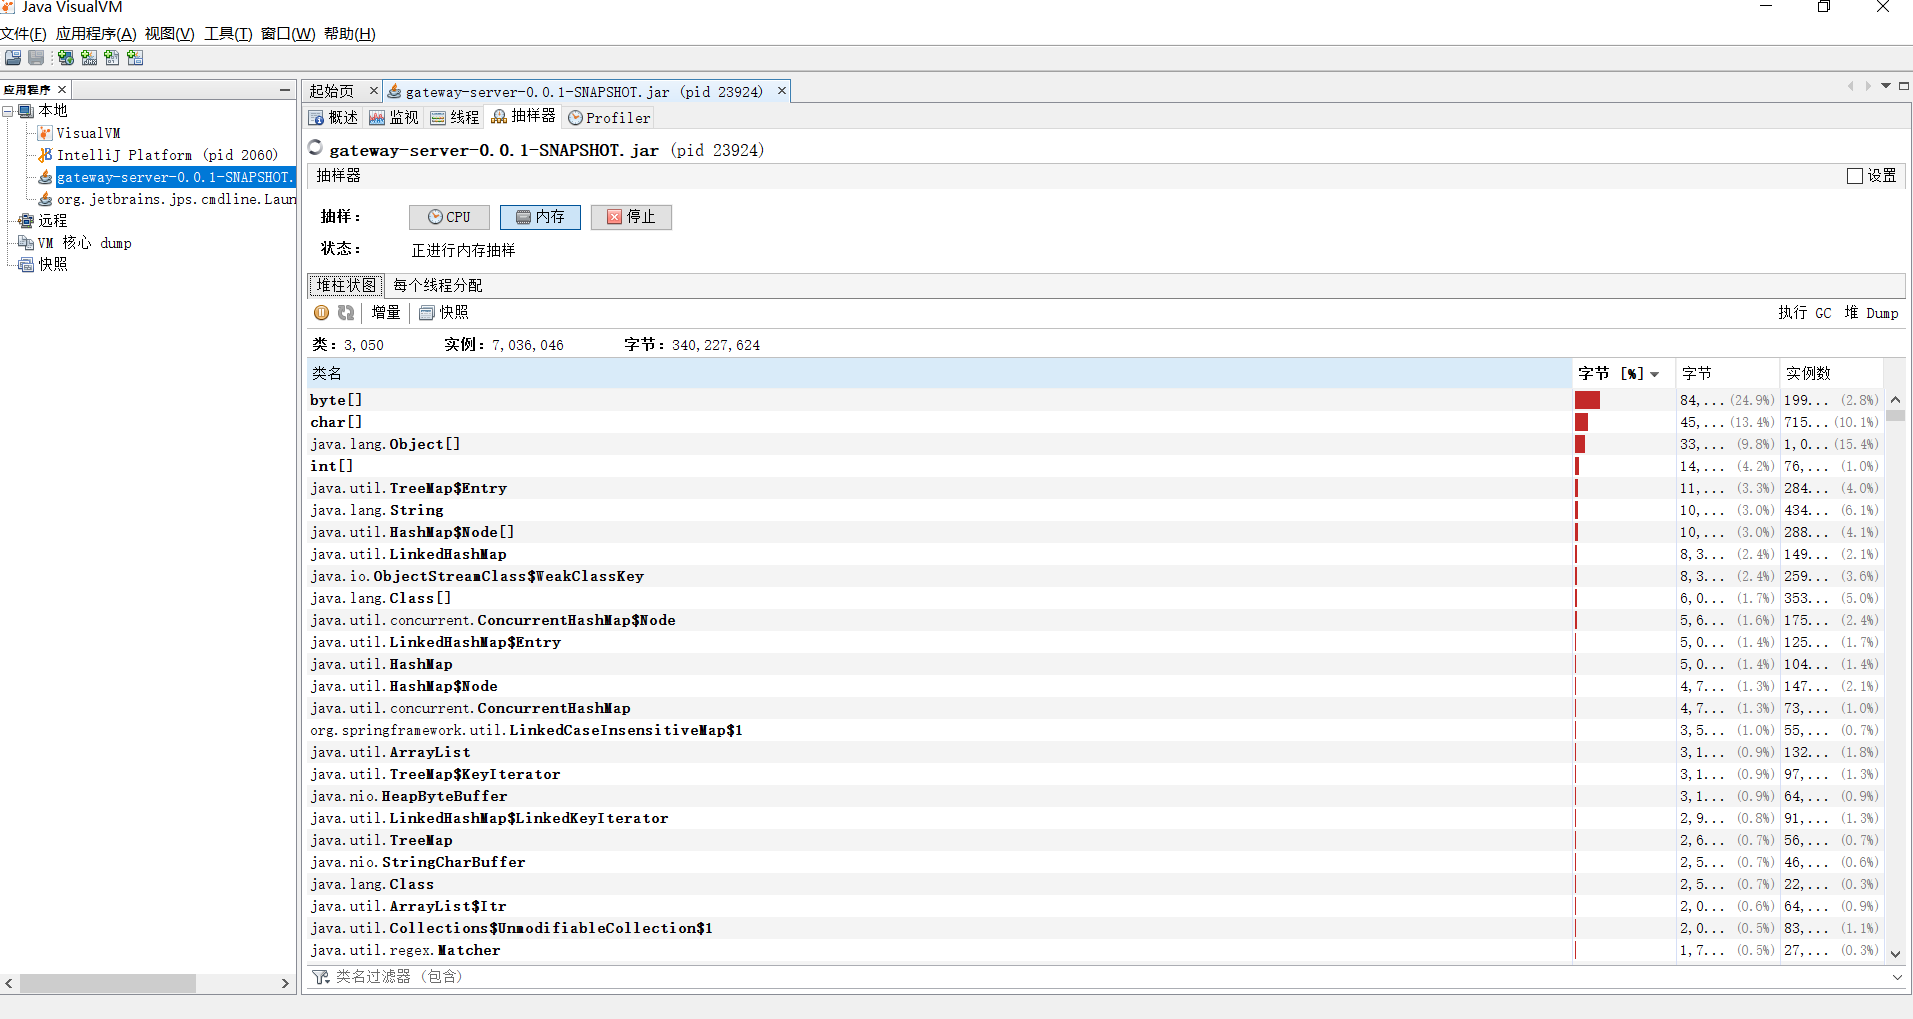 Java VisualVM
文件(F) 应用程序(A) 视图(V) 工具(T) 窗口(W) 帮助(H)
应用程序
本地
VisualVM
IntelliJ Platform (pid 2060)
gateway-server-0.0.1-SNAPSHOT.
org.jetbrains.jps.cmdline.Laun
远程
VM 核心 dump
快照
起始页 gateway-server-0.0.1-SNAPSHOT.jar (pid 23924)
概述 监视 线程 抽样器 Profiler
gateway-server-0.0.1-SNAPSHOT.jar (pid 23924)
抽样器 设置
抽样： CPU 内存 停止
状态： 正进行内存抽样
堆柱状图 每个线程分配
增量 快照 执行 GC 堆 Dump
类：3,050 实例：7,036,046 字节：340,227,624
类名 字节 [%] 字节 实例数
byte[] 84,... (24.9%) 199... (2.8%)
char[] 45,... (13.4%) 715... (10.1%)
java.lang.Object[] 33,... (9.8%) 1,0... (15.4%)
int[] 14,... (4.2%) 76,... (1.0%)
java.util.TreeMap$Entry 11,... (3.3%) 284... (4.0%)
java.lang.String 10,... (3.0%) 434... (6.1%)
java.util.HashMap$Node[] 10,... (3.0%) 288... (4.1%)
java.util.LinkedHashMap 8,3... (2.4%) 149... (2.1%)
java.io.ObjectStreamClass$WeakClassKey 8,3... (2.4%) 259... (3.6%)
java.lang.Class[] 6,0... (1.7%) 353... (5.0%)
java.util.concurrent.ConcurrentHashMap$Node 5,6... (1.6%) 175... (2.4%)
java.util.LinkedHashMap$Entry 5,0... (1.4%) 125... (1.7%)
java.util.HashMap 5,0... (1.4%) 104... (1.4%)
java.util.HashMap$Node 4,7... (1.3%) 147... (2.1%)
java.util.concurrent.ConcurrentHashMap 4,7... (1.3%) 73,... (1.0%)
org.springframework.util.LinkedCaseInsensitiveMap$1 3,5... (1.0%) 55,... (0.7%)
java.util.ArrayList 3,1... (0.9%) 132... (1.8%)
java.util.TreeMap$KeyIterator 3,1... (0.9%) 97,... (1.3%)
java.nio.HeapByteBuffer 3,1... (0.9%) 64,... (0.9%)
java.util.LinkedHashMap$LinkedKeyIterator 2,9... (0.8%) 91,... (1.3%)
java.util.TreeMap 2,6... (0.7%) 56,... (0.7%)
java.nio.StringCharBuffer 2,5... (0.7%) 46,... (0.6%)
java.lang.Class 2,5... (0.7%) 22,... (0.3%)
java.util.ArrayList$Itr 2,0... (0.6%) 64,... (0.9%)
java.util.Collections$UnmodifiableCollection$1 2,0... (0.5%) 83,... (1.1%)
java.util.regex.Matcher 1,7... (0.5%) 27,... (0.3%)
类名过滤器 （包含）